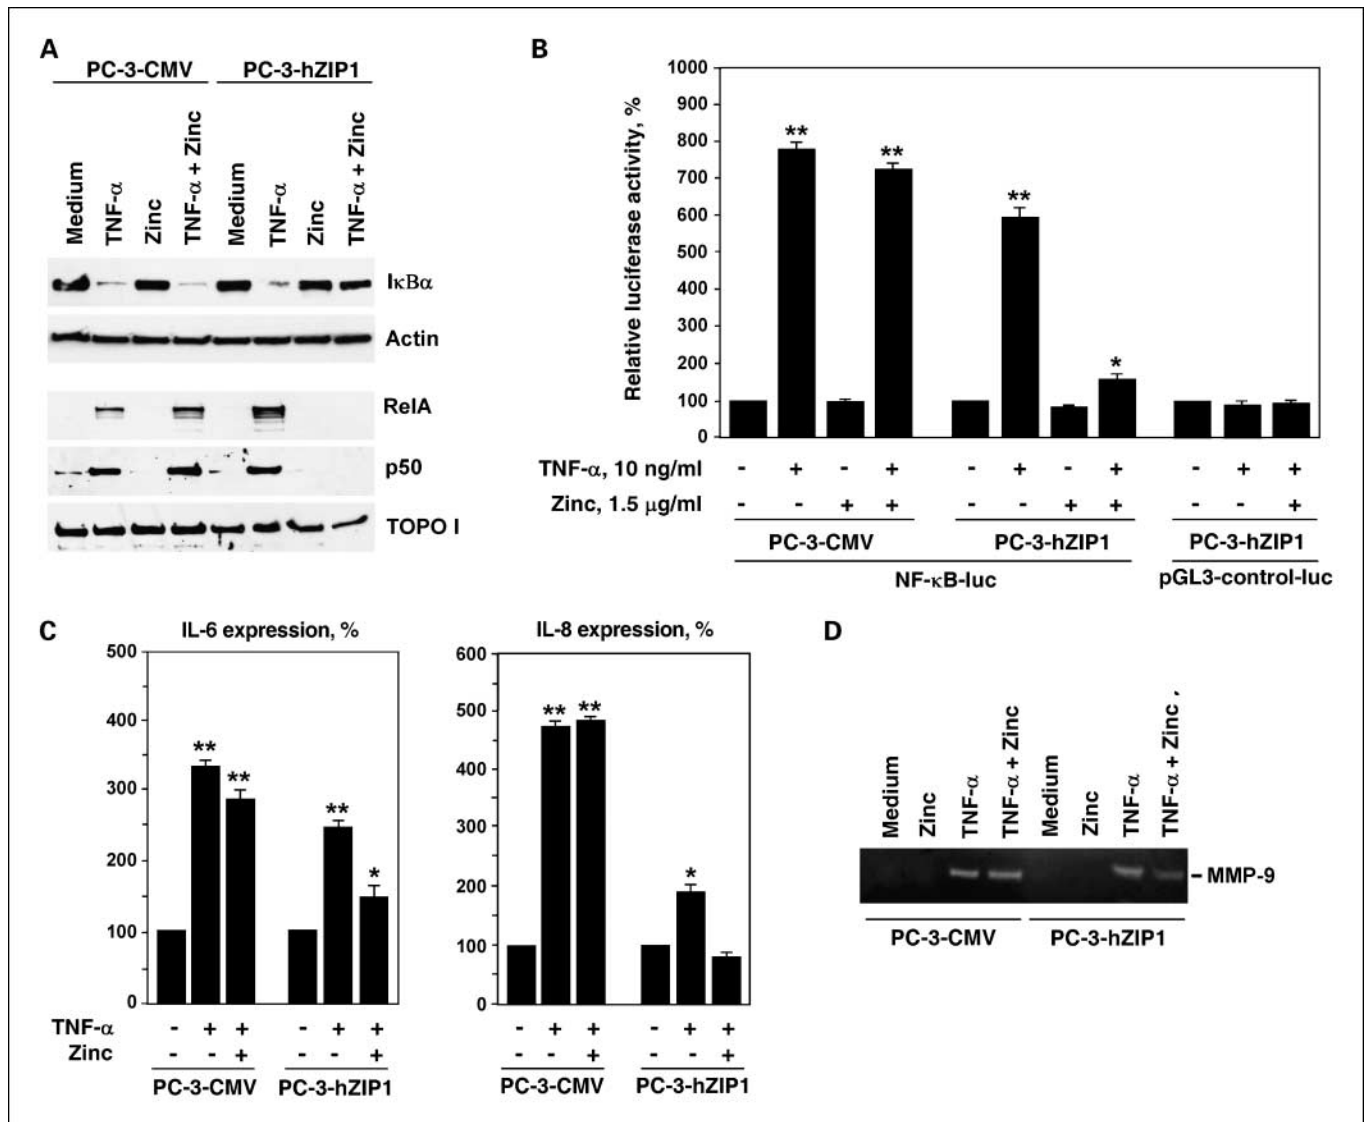 A
PC-3-CMV PC-3-hZIP1
Medium TNF-α Zinc TNF-α + Zinc Medium TNF-α Zinc TNF-α + Zinc
IκBα
Actin
RelA
p50
TOPO I
B
Relative luciferase activity, %
1000
900
800
700
600
500
400
300
200
100
0
** ** ** *
TNF-α, 10 ng/ml - + - + - + - + - + +
Zinc, 1.5 µg/ml - - + + - - + + - - +
PC-3-CMV PC-3-hZIP1 PC-3-hZIP1
NF-κB-luc pGL3-control-luc
C
IL-6 expression, %
500
400
300
200
100
0
** ** ** *
TNF-α - + + - + +
Zinc - - + - - +
PC-3-CMV PC-3-hZIP1
IL-8 expression, %
600
500
400
300
200
100
0
** ** *
- + + - + +
- - + - - +
PC-3-CMV PC-3-hZIP1
D
Medium Zinc TNF-α TNF-α + Zinc Medium Zinc TNF-α TNF-α + Zinc
– MMP-9
PC-3-CMV PC-3-hZIP1